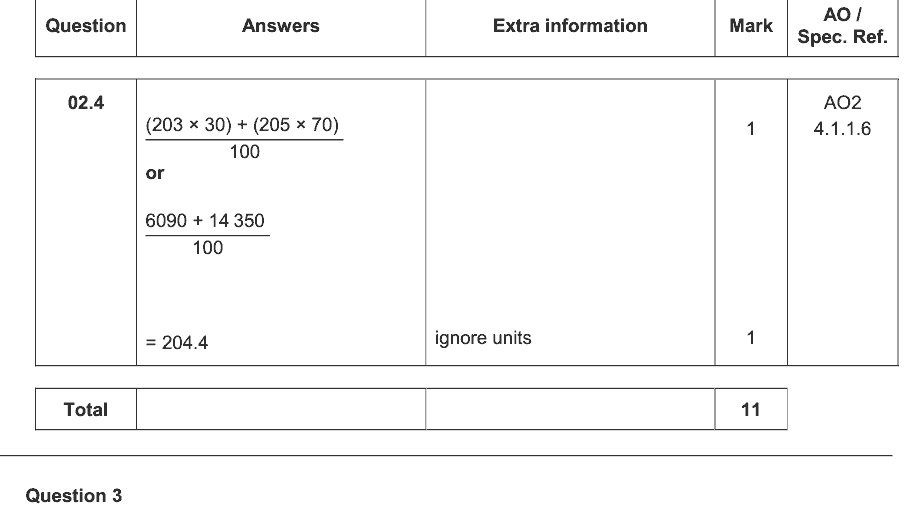 Question Answers Extra information Mark AO /
Spec. Ref.
02.4 AO2
(203 × 30) + (205 × 70) 1 4.1.1.6
100
or
6090 + 14 350
100
= 204.4 ignore units 1
Total 11
Question 3